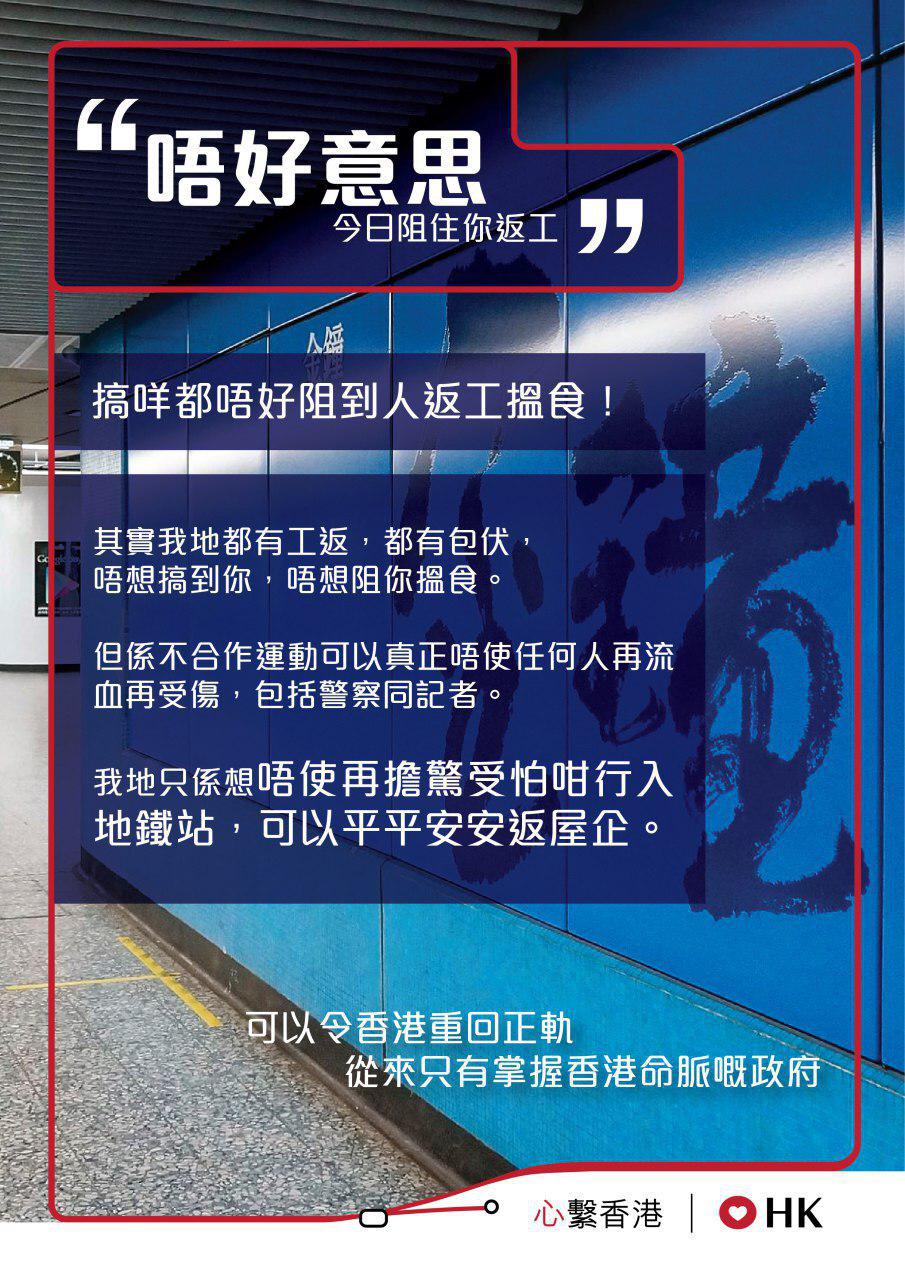 “唔好意思
今日阻住你返工”
金鐘
搞咩都唔好阻到人返工搵食！
其實我地都有工返，都有包伏，
唔想搞到你，唔想阻你搵食。
但係不合作運動可以真正唔使任何人再流
血再受傷，包括警察同記者。
我地只係想唔使再擔驚受怕咁行入
地鐵站，可以平平安安返屋企。
可以令香港重回正軌
從來只有掌握香港命脈嘅政府
心繫香港
HK